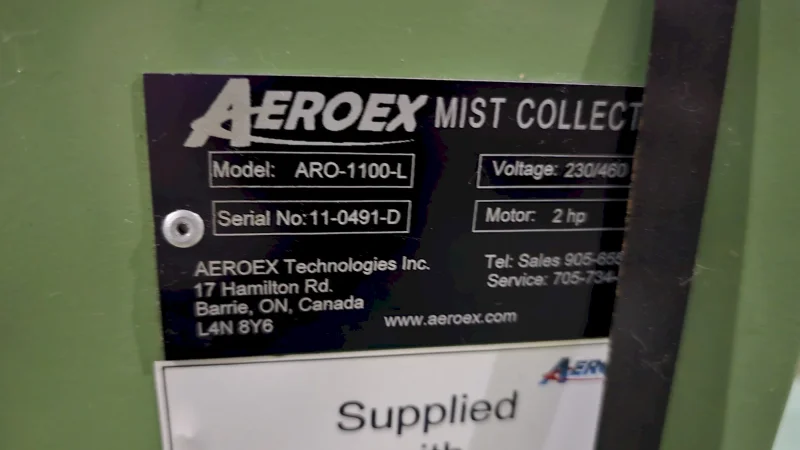 AEROEX MIST COLLECT
Model: ARO-1100-L
Voltage: 230/460
Serial No: 11-0491-D
Motor: 2 hp
AEROEX Technologies Inc.
17 Hamilton Rd.
Barrie, ON, Canada
L4N 8Y6
Tel: Sales 905-655
Service: 705-734-
www.aeroex.com
Supplied